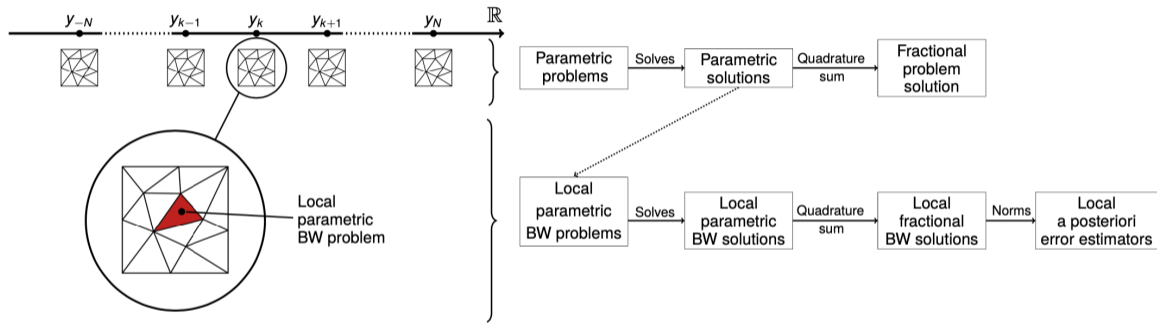 y₋N
yₖ₋₁
yₖ
yₖ₊₁
y_N
ℝ
Parametric
problems
Solves
Parametric
solutions
Quadrature
sum
Fractional
problem
solution
Local
parametric
BW problem
Local
parametric
BW problems
Solves
Local
parametric
BW solutions
Quadrature
sum
Local
fractional
BW solutions
Norms
Local
a posteriori
error estimators